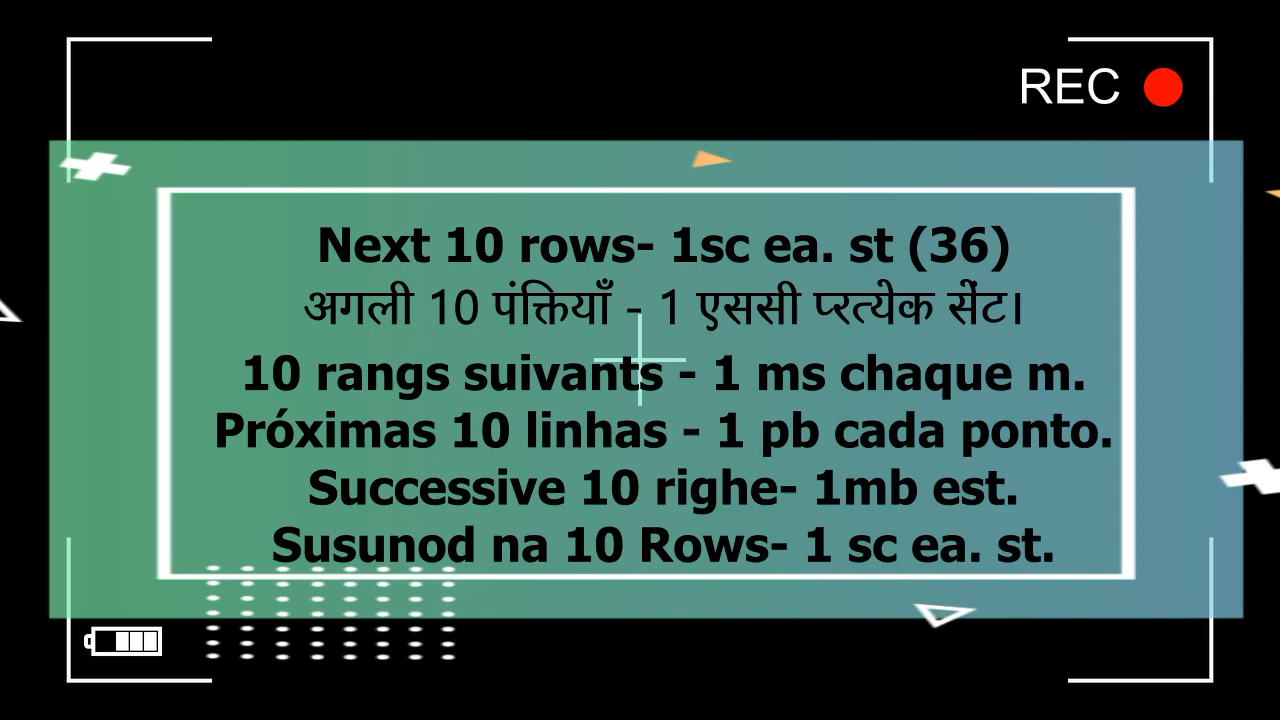 REC
Next 10 rows- 1sc ea. st (36)
अगली 10 पंक्तियाँ - 1 एससी प्रत्येक सेंट।
10 rangs suivants - 1 ms chaque m.
Próximas 10 linhas - 1 pb cada ponto.
Successive 10 righe- 1mb est.
Susunod na 10 Rows- 1 sc ea. st.